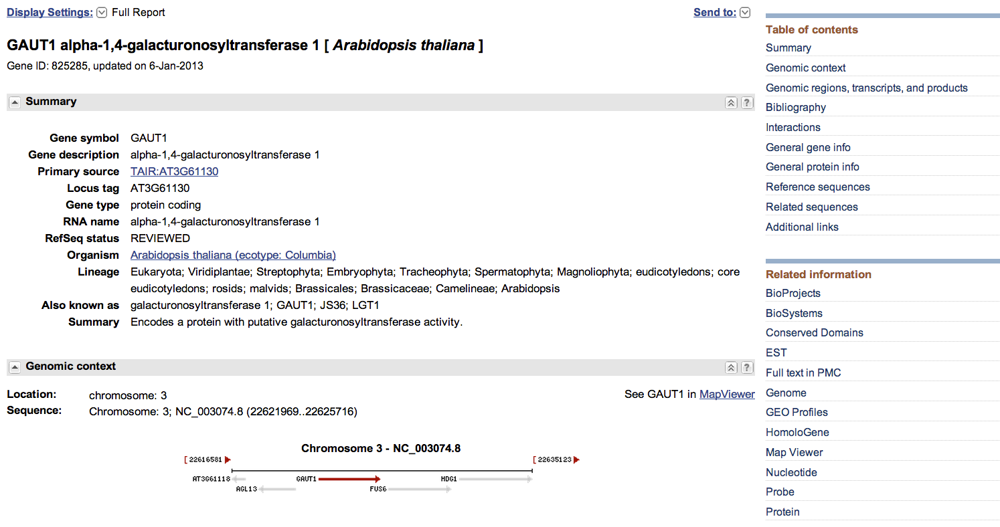 Display Settings: Full Report
Send to:
GAUT1 alpha-1,4-galacturonosyltransferase 1 [ Arabidopsis thaliana ]
Gene ID: 825285, updated on 6-Jan-2013
Summary
?
Gene symbol GAUT1
Gene description alpha-1,4-galacturonosyltransferase 1
Primary source TAIR:AT3G61130
Locus tag AT3G61130
Gene type protein coding
RNA name alpha-1,4-galacturonosyltransferase 1
RefSeq status REVIEWED
Organism Arabidopsis thaliana (ecotype: Columbia)
Lineage Eukaryota; Viridiplantae; Streptophyta; Embryophyta; Tracheophyta; Spermatophyta; Magnoliophyta; eudicotyledons; core
eudicotyledons; rosids; malvids; Brassicales; Brassicaceae; Camelineae; Arabidopsis
Also known as galacturonosyltransferase 1; GAUT1; JS36; LGT1
Summary Encodes a protein with putative galacturonosyltransferase activity.
Genomic context
?
Location: chromosome: 3
See GAUT1 in MapViewer
Sequence: Chromosome: 3; NC_003074.8 (22621969..22625716)
Chromosome 3 - NC_003074.8
[ 22616581
[ 22635123
AT3G61118
GAUT1
HDG1
AGL13
FUS6
Table of contents
Summary
Genomic context
Genomic regions, transcripts, and products
Bibliography
Interactions
General gene info
General protein info
Reference sequences
Related sequences
Additional links
Related information
BioProjects
BioSystems
Conserved Domains
EST
Full text in PMC
Genome
GEO Profiles
HomoloGene
Map Viewer
Nucleotide
Probe
Protein